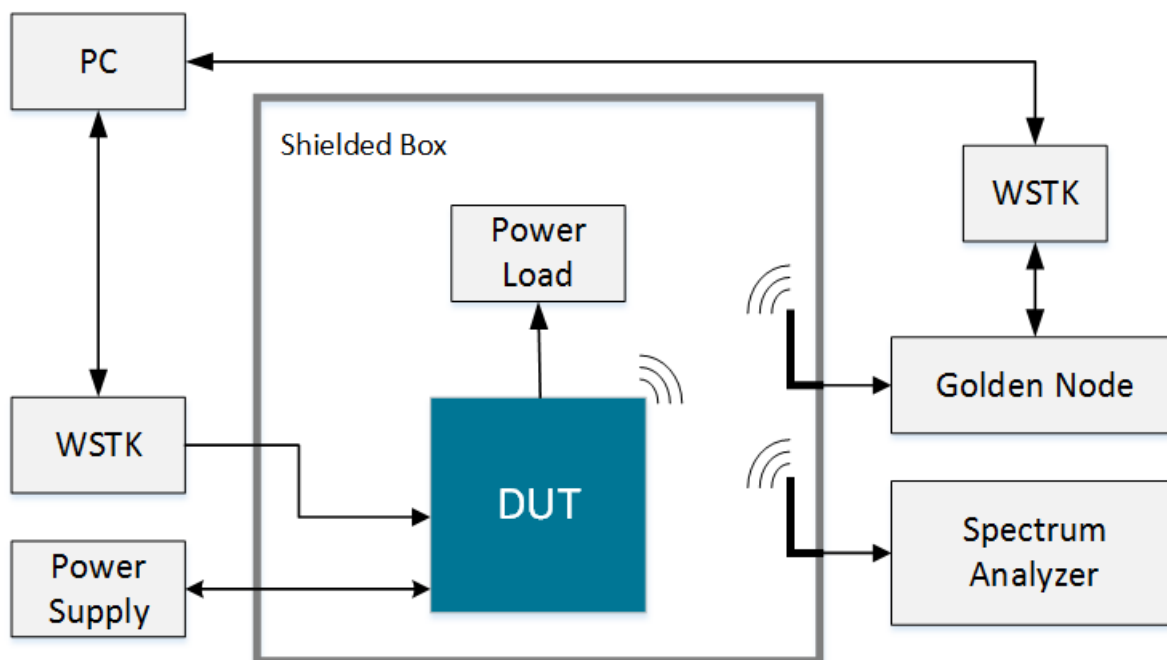 PC
Shielded Box
WSTK
Power
Load
Golden Node
WSTK
DUT
Spectrum
Analyzer
Power
Supply